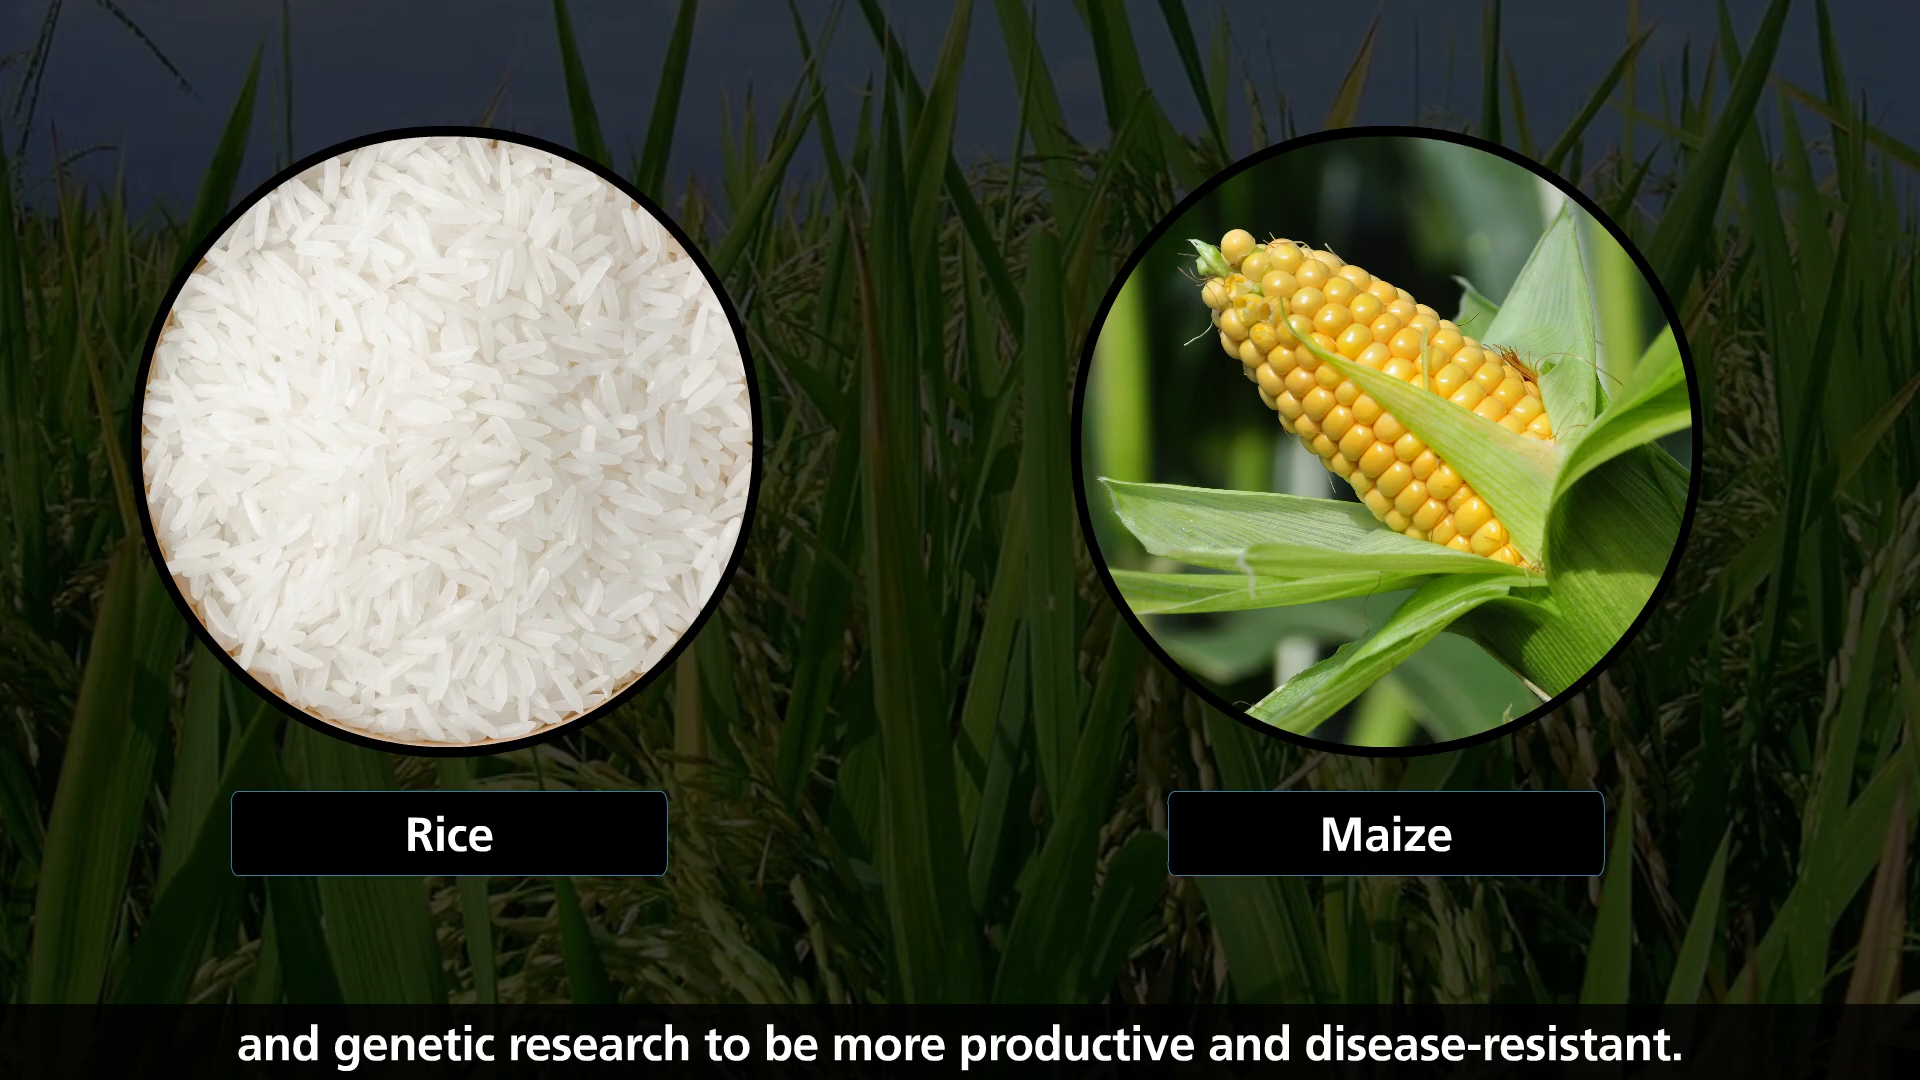 Rice
Maize
and genetic research to be more productive and disease-resistant.